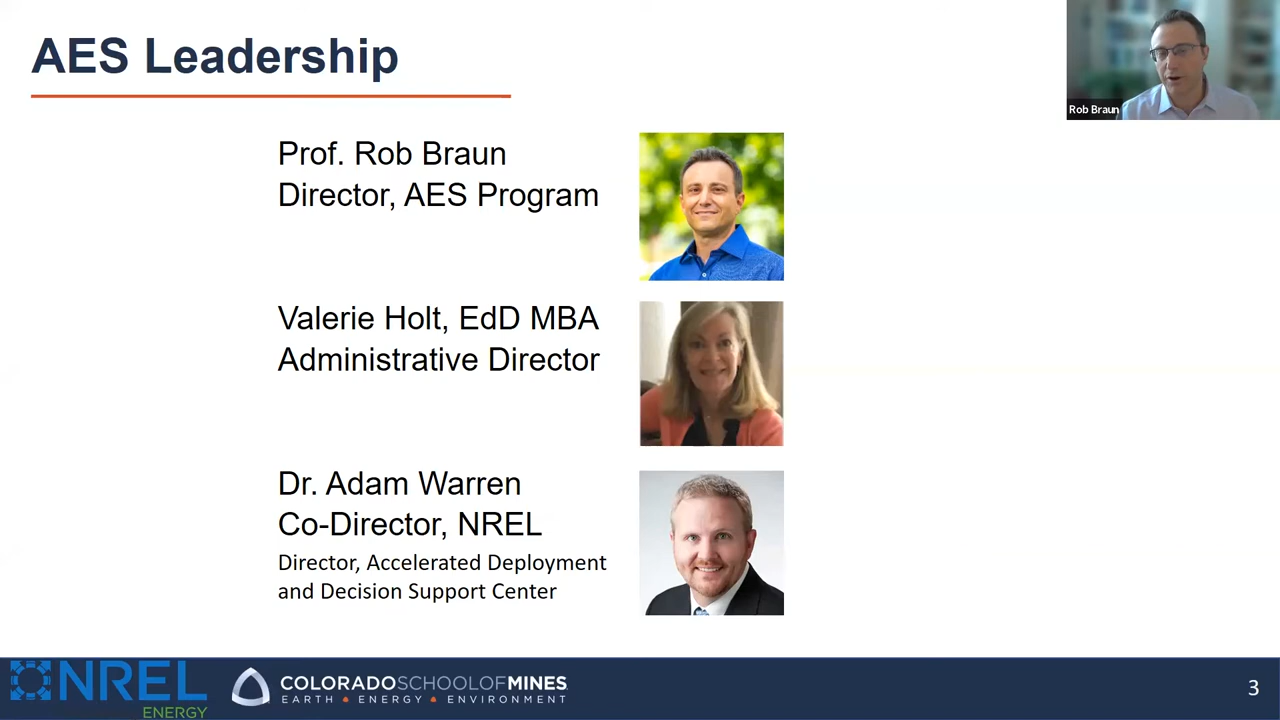 AES Leadership
Rob Braun
Prof. Rob Braun
Director, AES Program
Valerie Holt, EdD MBA
Administrative Director
Dr. Adam Warren
Co-Director, NREL
Director, Accelerated Deployment
and Decision Support Center
NREL
ENERGY
COLORADOSCHOOLOFMINES
EARTH • ENERGY • ENVIRONMENT
3